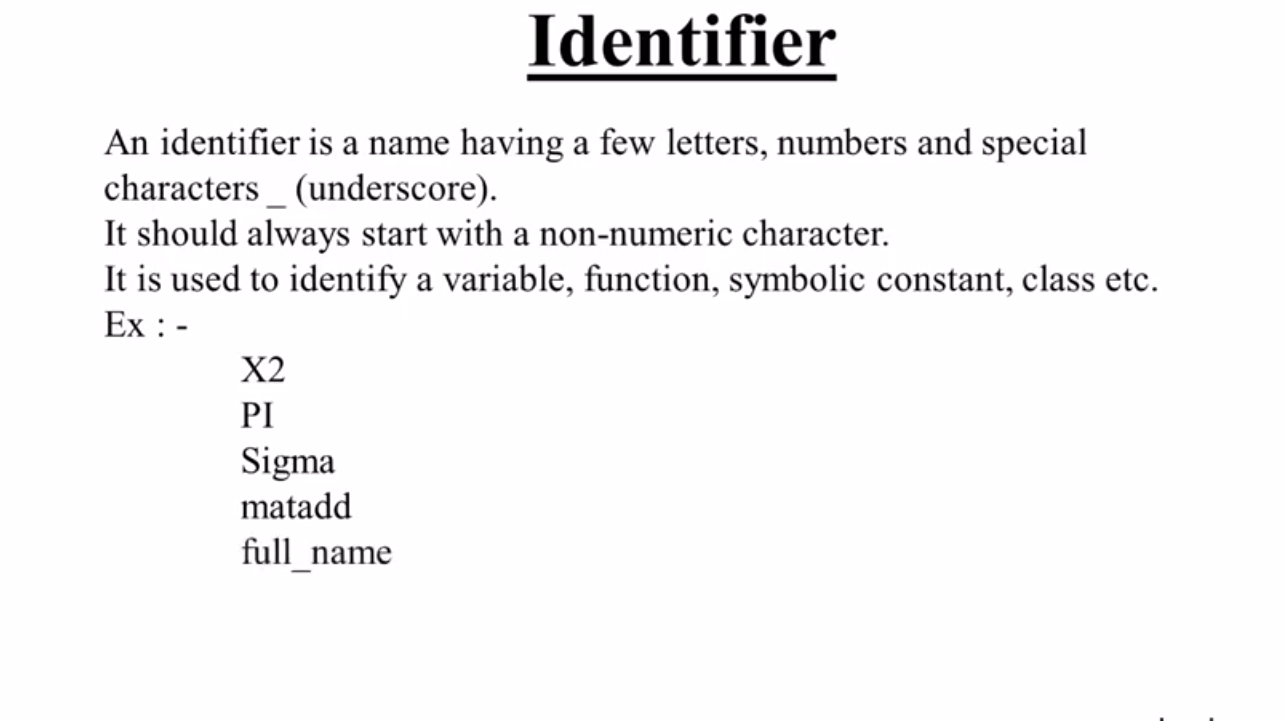 Identifier
An identifier is a name having a few letters, numbers and special
characters _ (underscore).
It should always start with a non-numeric character.
It is used to identify a variable, function, symbolic constant, class etc.
Ex : -
X2
PI
Sigma
matadd
full_name